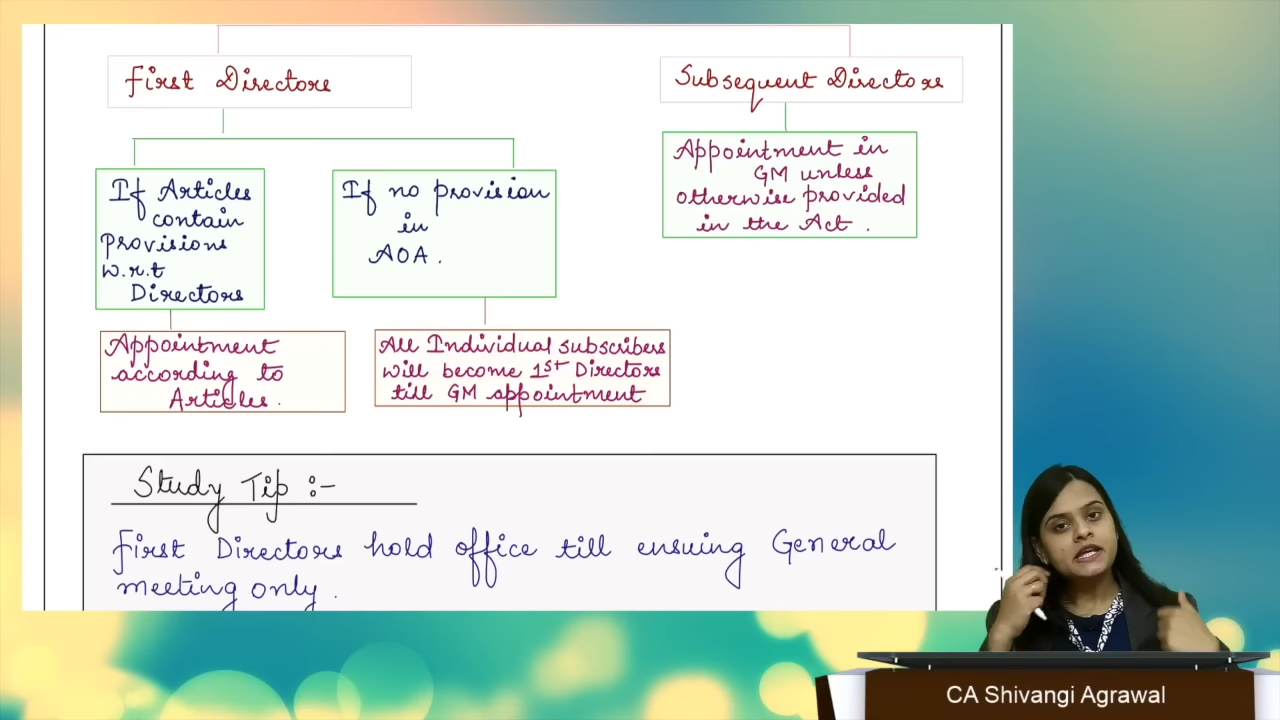 First Directors
Subsequent Directors
If Articles
contain
Provisions
w.r.t
Directors
If no provision
in
AOA.
Appointment in
GM unless
otherwise provided
in the Act.
Appointment
according to
Articles.
All Individual subscribers
will become 1st Directors
till GM appointment
Study Tip :-
First Directors hold office till ensuing General
meeting only.
CA Shivangi Agrawal